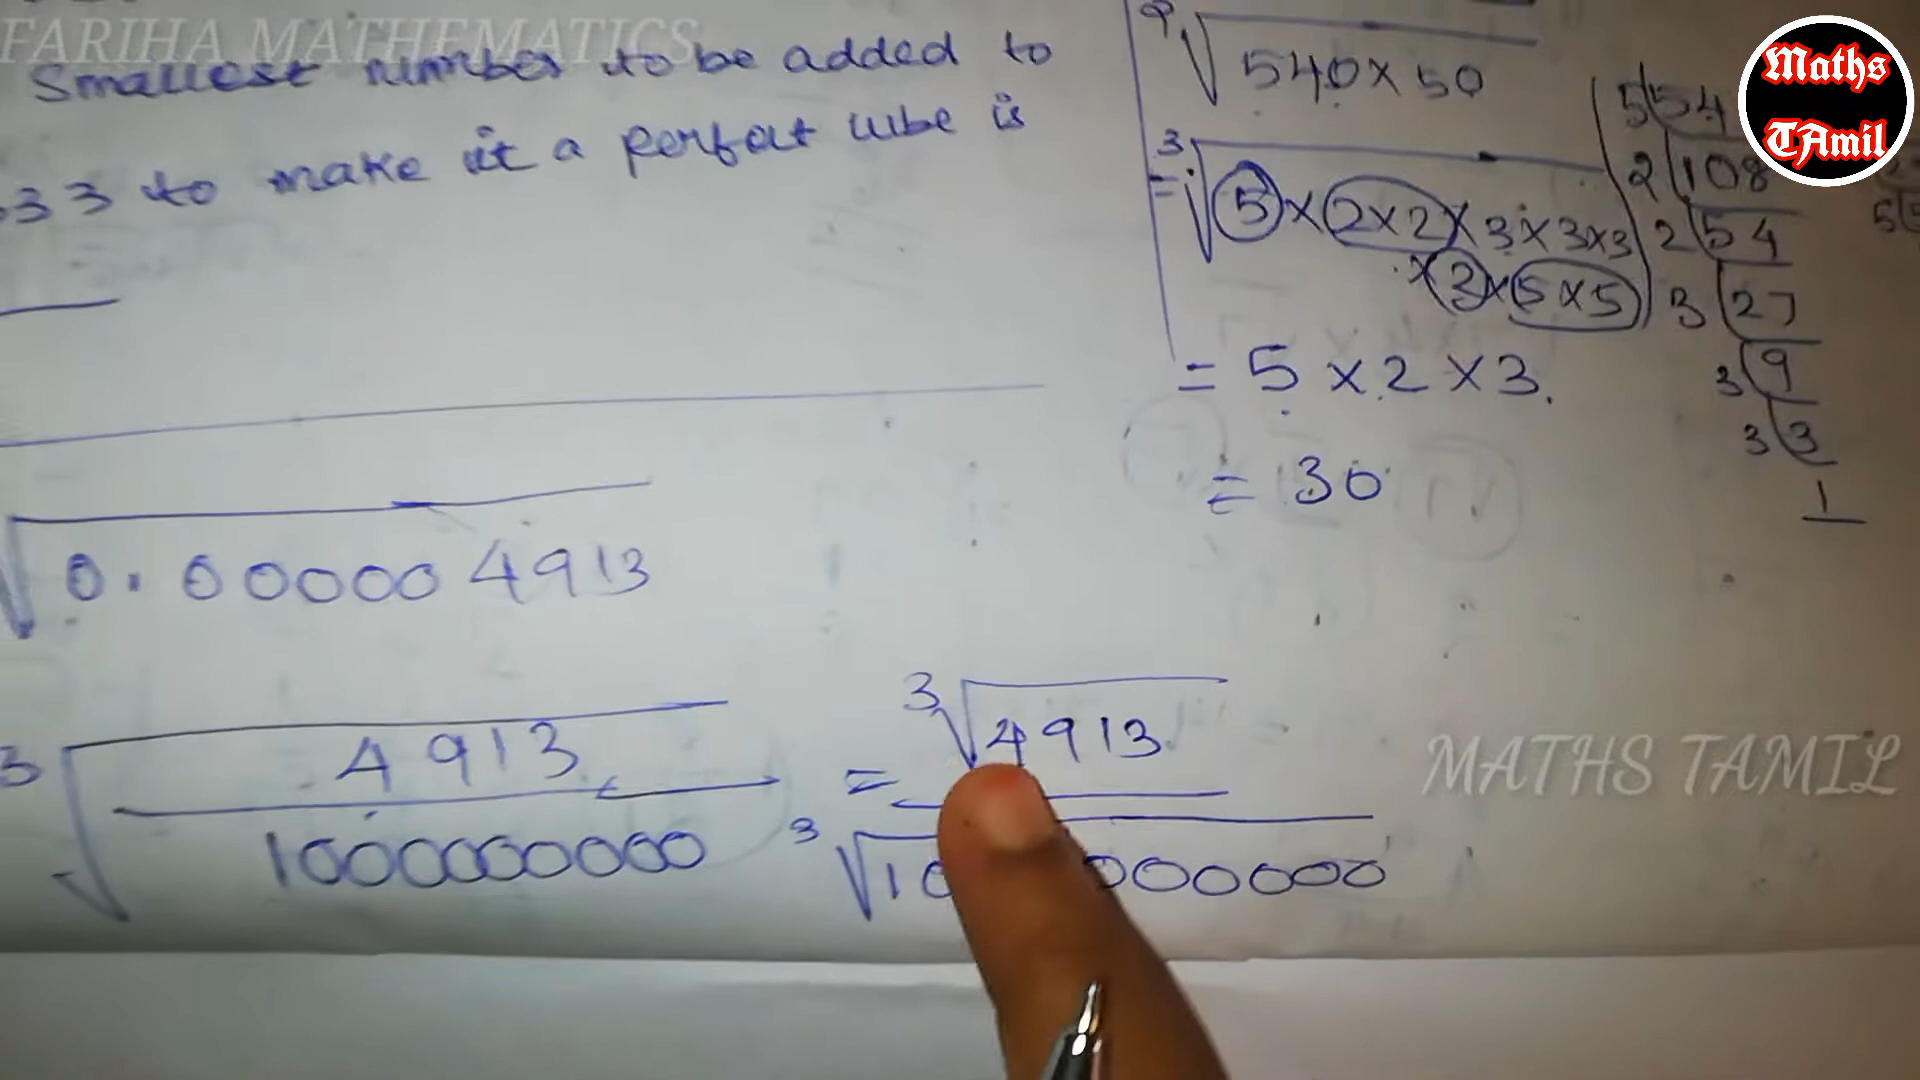 FARIHA MATHEMATICS
Smallest number to be added to
33 to make it a perfect cube is
√0.000004913
³√4913/1000000000 = ³√4913/³√10 000000
√540×50
= ³√5×2×2×3×3×3
×3×5×5
= 5×2×3.
= 30
5 54
2 108
2 54
3 27
3 9
3 3
1
Maths
TAmil
MATHS TAMIL